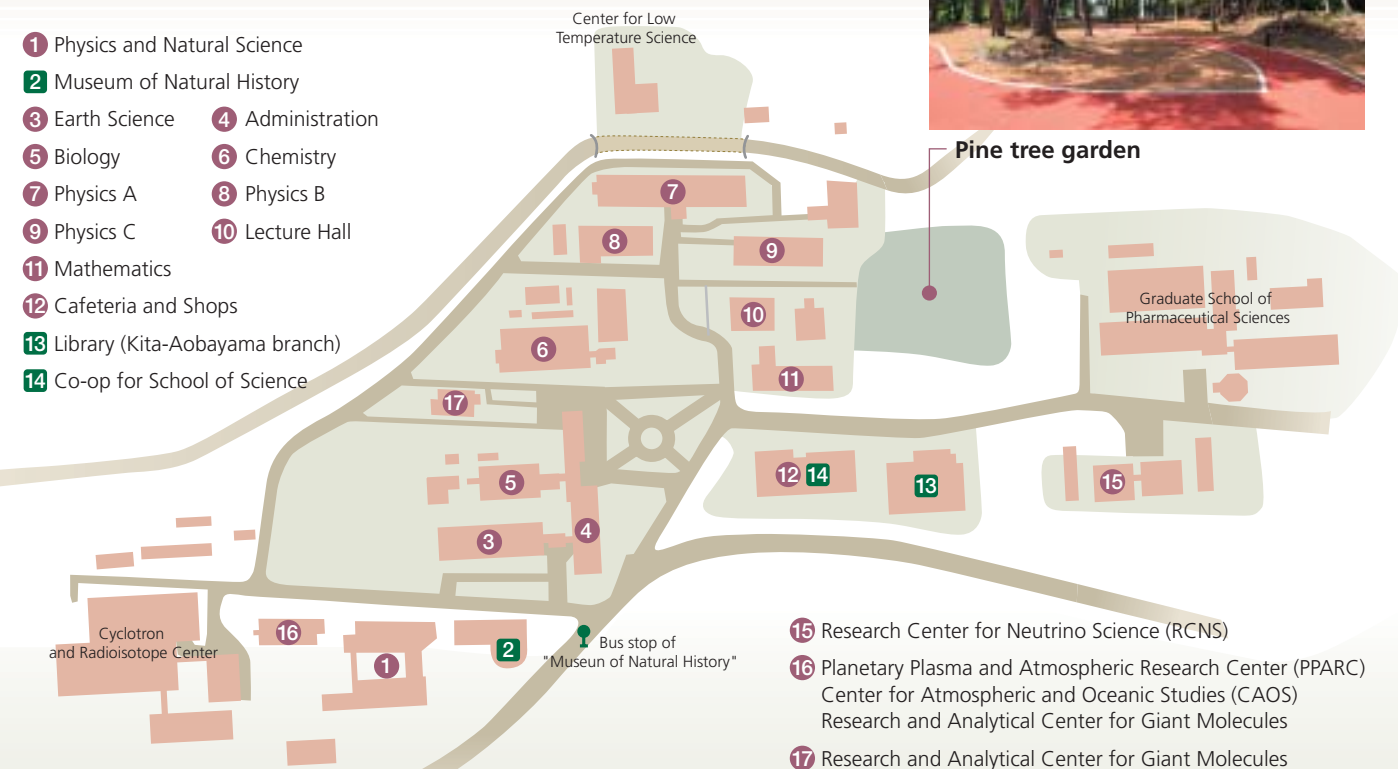 1 Physics and Natural Science
2 Museum of Natural History
3 Earth Science 4 Administration
5 Biology 6 Chemistry
7 Physics A 8 Physics B
9 Physics C 10 Lecture Hall
11 Mathematics
12 Cafeteria and Shops
13 Library (Kita-Aobayama branch)
14 Co-op for School of Science
Center for Low
Temperature Science
Pine tree garden
Graduate School of
Pharmaceutical Sciences
7
8
9
10
6
11
17
12 14
13
15
5
3
4
Cyclotron
and Radioisotope Center
16
1
2
Bus stop of
"Museun of Natural History"
15 Research Center for Neutrino Science (RCNS)
16 Planetary Plasma and Atmospheric Research Center (PPARC)
Center for Atmospheric and Oceanic Studies (CAOS)
Research and Analytical Center for Giant Molecules
17 Research and Analytical Center for Giant Molecules